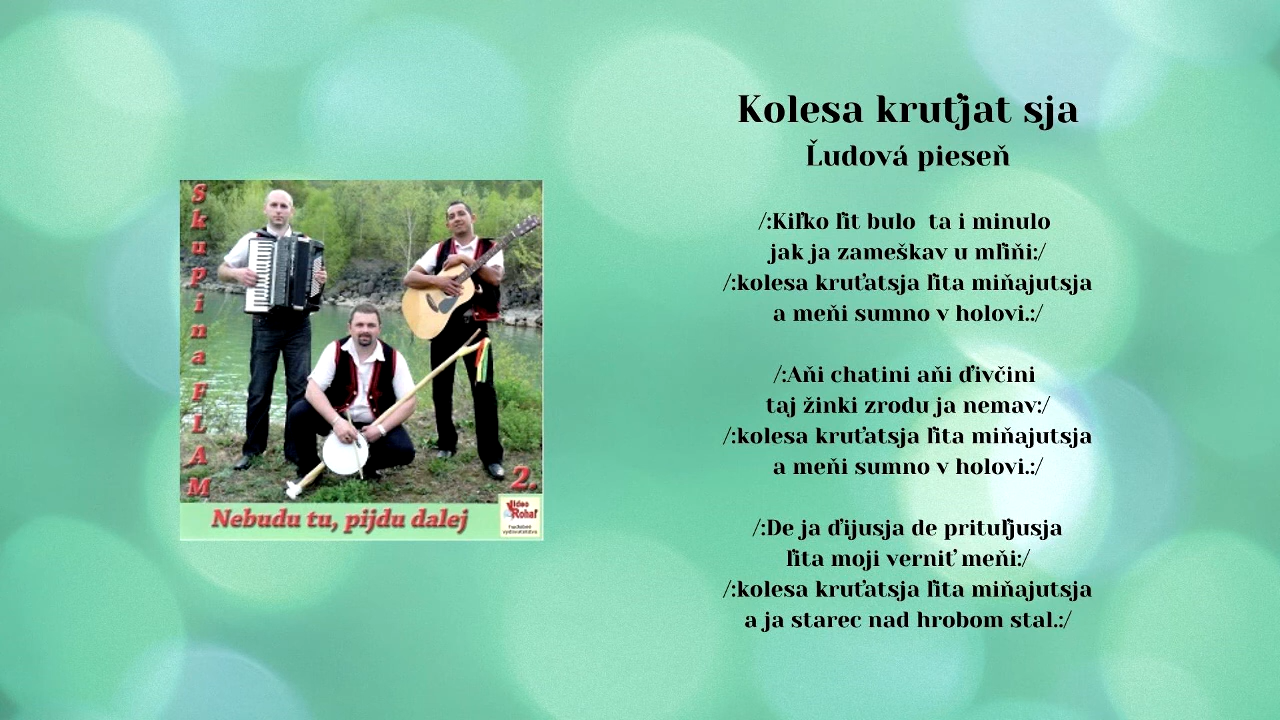 Skupina FLAM
2.
Nebudu tu, pijdu dalej
Video
Rohaľ
hudobné
vydavateľstvo
Kolesa kruťjat sja
Ľudová pieseň
/:Kiľko ľit bulo  ta i minulo
jak ja zameškav u mľiňi:/
/:kolesa kruťatsja ľita miňajutsja
a meňi sumno v holovi.:/
/:Aňi chatini aňi ďivčini
taj žinki zrodu ja nemav:/
/:kolesa kruťatsja ľita miňajutsja
a meňi sumno v holovi.:/
/:De ja ďijusja de prituľjusja
ľita moji verniť meňi:/
/:kolesa kruťatsja ľita miňajutsja
a ja starec nad hrobom stal.:/